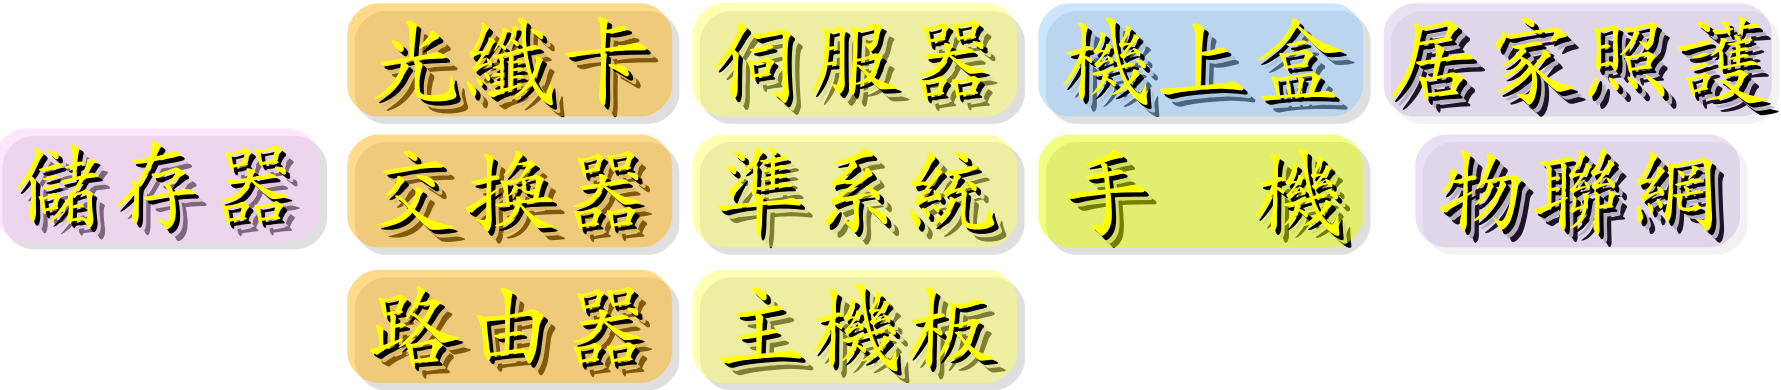 光纖卡 伺服器 機上盒 居家照護
儲存器 交換器 準系統 手 機 物聯網
路由器 主機板